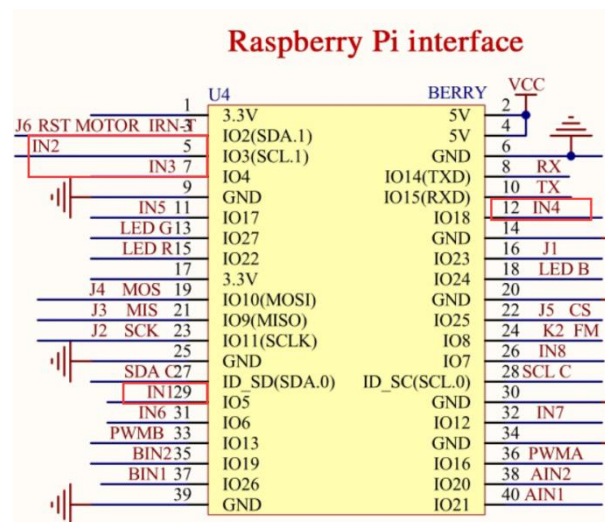 Raspberry Pi interface
U4 BERRY VCC
1 3.3V 5V 2
J6 RST MOTOR IRN-T 3 IO2(SDA.1) 5V 4
IN2 5 IO3(SCL.1) GND 6
IN3 7 IO4 IO14(TXD) 8 RX
9 GND IO15(RXD) 10 TX
IN5 11 IO17 IO18 12 IN4
LED G13 IO27 GND 14
LED R15 IO22 IO23 16 J1
17 3.3V IO24 18 LED B
J4 MOS 19 IO10(MOSI) GND 20
J3 MIS 21 IO9(MISO) IO25 22 J5 CS
J2 SCK 23 IO11(SCLK) IO8 24 K2 FM
25 GND IO7 26 IN8
SDA C27 ID_SD(SDA.0) ID_SC(SCL.0) 28 SCL C
IN129 IO5 GND 30
IN6 31 IO6 IO12 32 IN7
PWMB 33 IO13 GND 34
BIN235 IO19 IO16 36 PWMA
BIN1 37 IO26 IO20 38 AIN2
39 GND IO21 40 AIN1